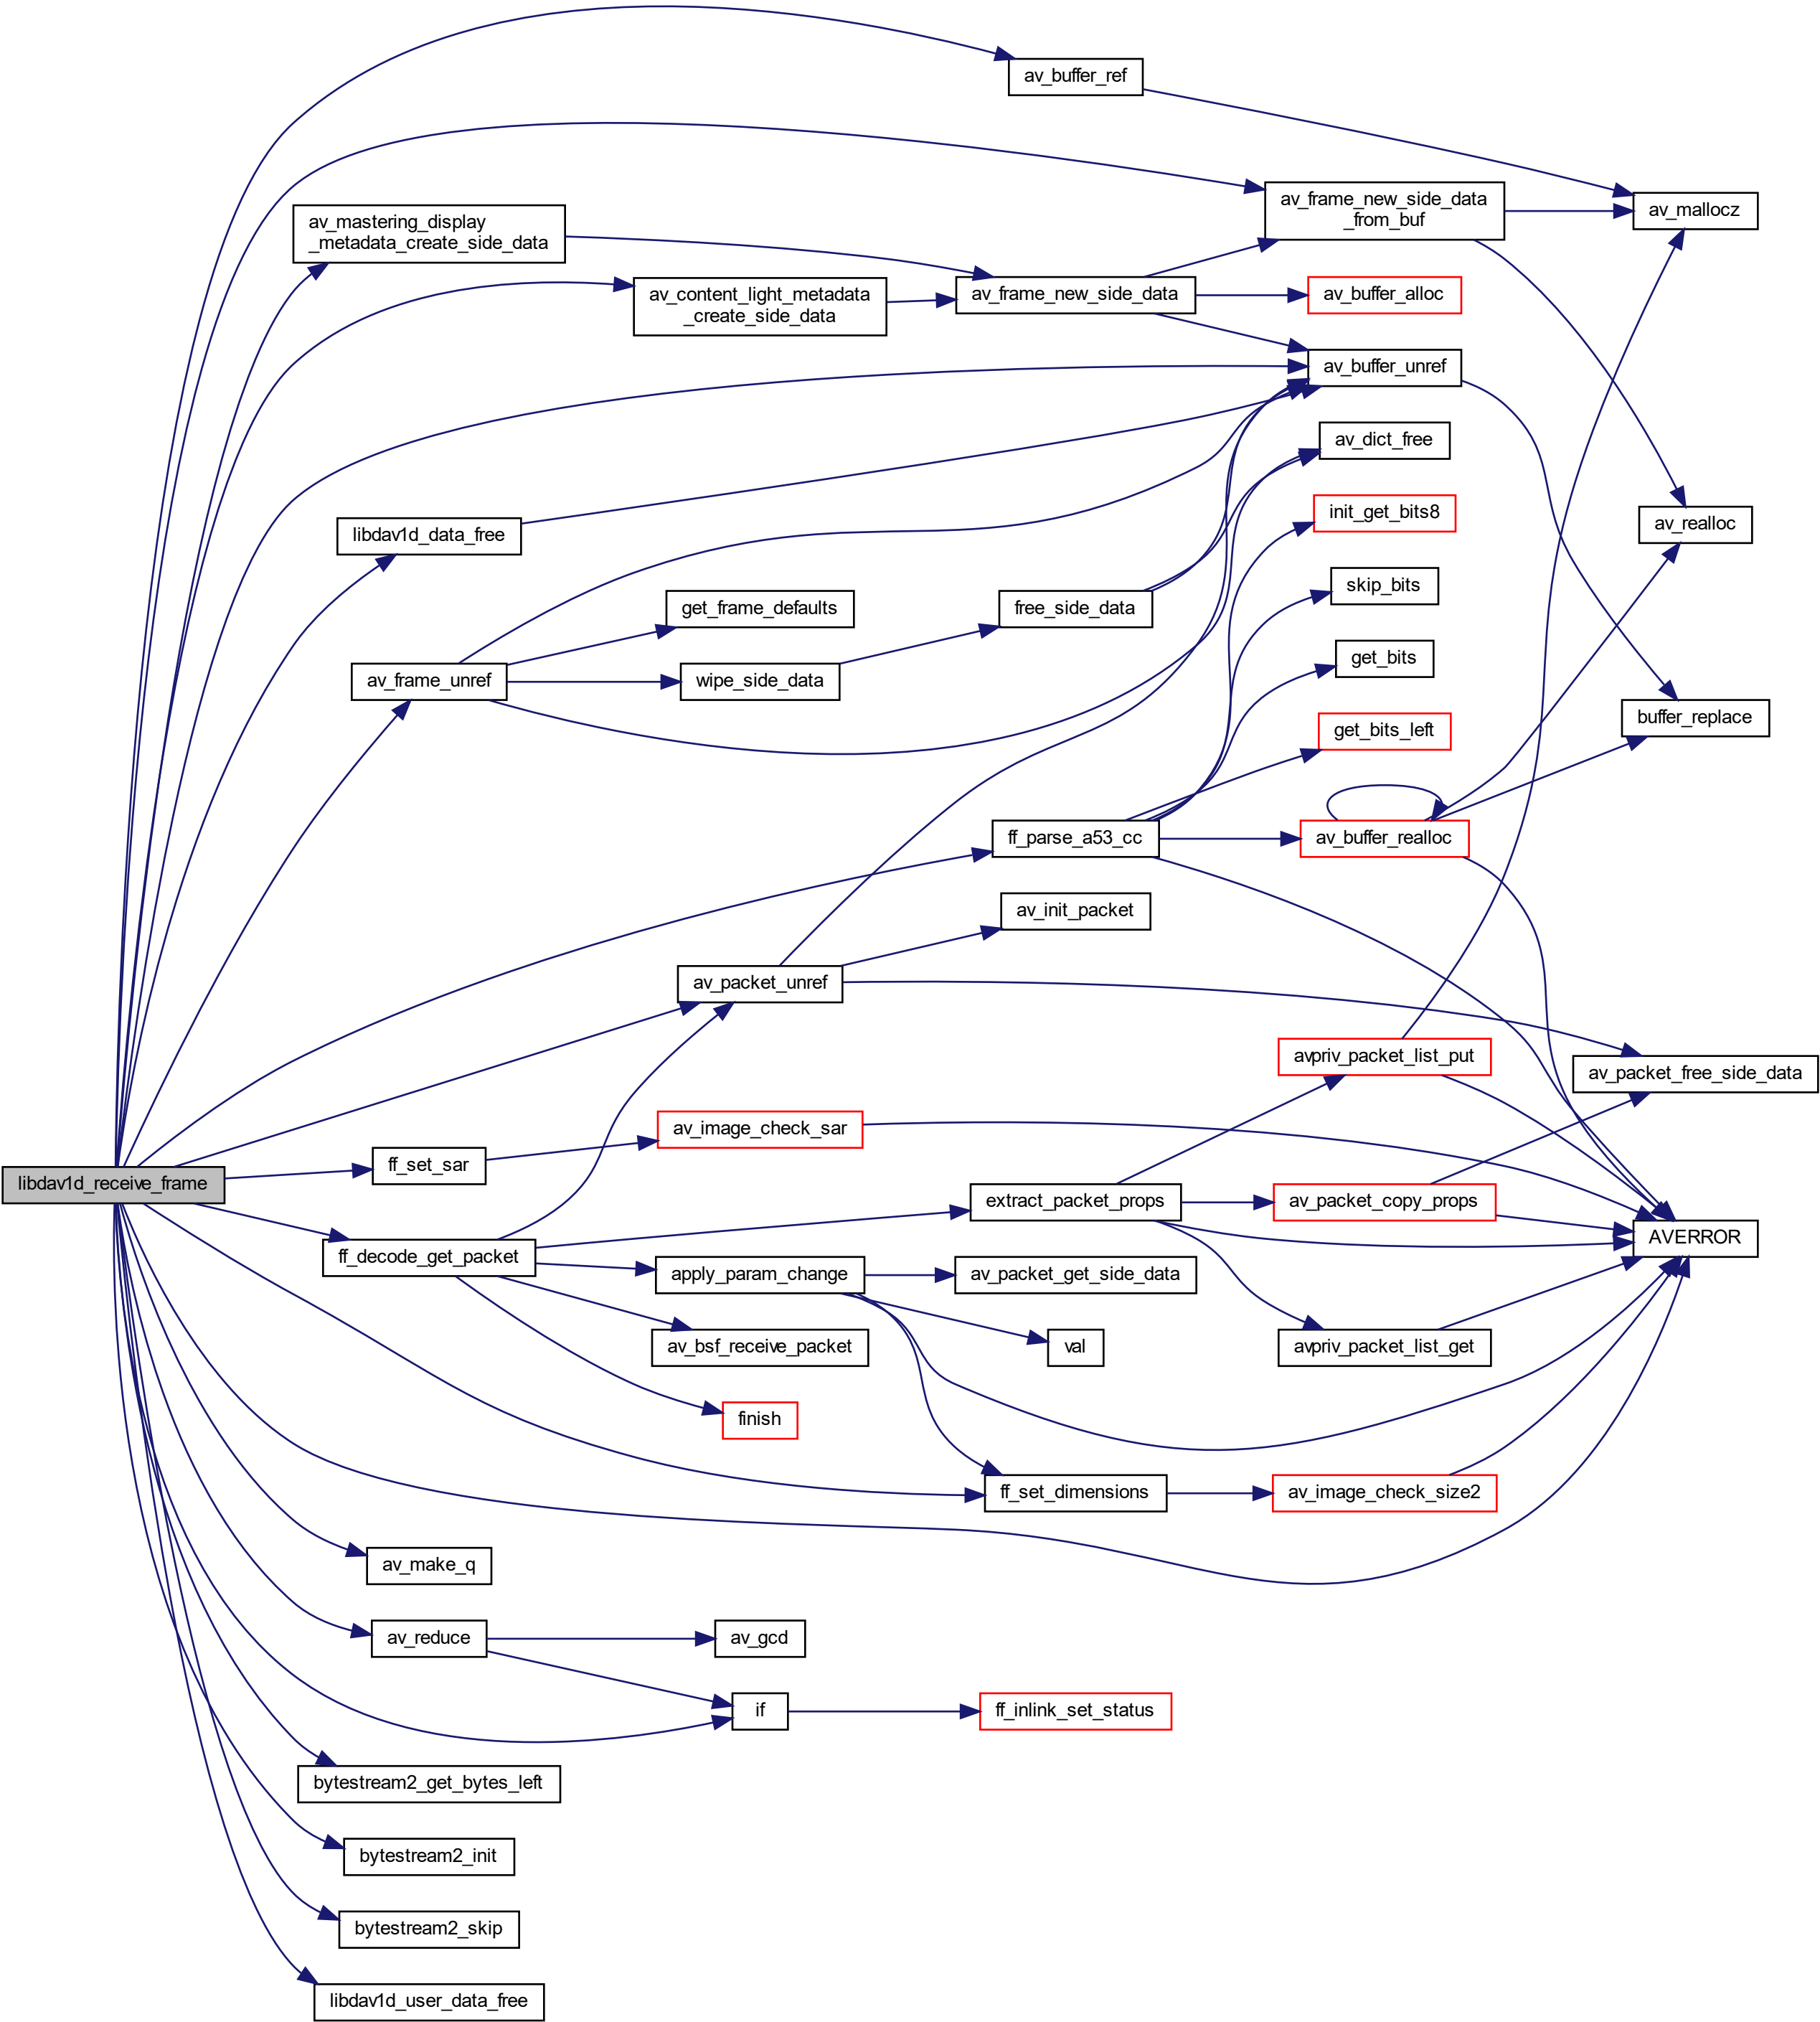 av_buffer_ref
av_frame_new_side_data
_from_buf
av_mallocz
av_mastering_display
_metadata_create_side_data
av_content_light_metadata
_create_side_data
av_frame_new_side_data
av_buffer_alloc
av_buffer_unref
av_dict_free
init_get_bits8
av_realloc
libdav1d_data_free
skip_bits
get_frame_defaults
free_side_data
get_bits
av_frame_unref
wipe_side_data
buffer_replace
get_bits_left
ff_parse_a53_cc
av_buffer_realloc
av_init_packet
av_packet_unref
avpriv_packet_list_put
av_packet_free_side_data
av_image_check_sar
ff_set_sar
libdav1d_receive_frame
extract_packet_props
av_packet_copy_props
AVERROR
ff_decode_get_packet
apply_param_change
av_packet_get_side_data
av_bsf_receive_packet
val
avpriv_packet_list_get
finish
ff_set_dimensions
av_image_check_size2
av_make_q
av_reduce
av_gcd
if
ff_inlink_set_status
bytestream2_get_bytes_left
bytestream2_init
bytestream2_skip
libdav1d_user_data_free